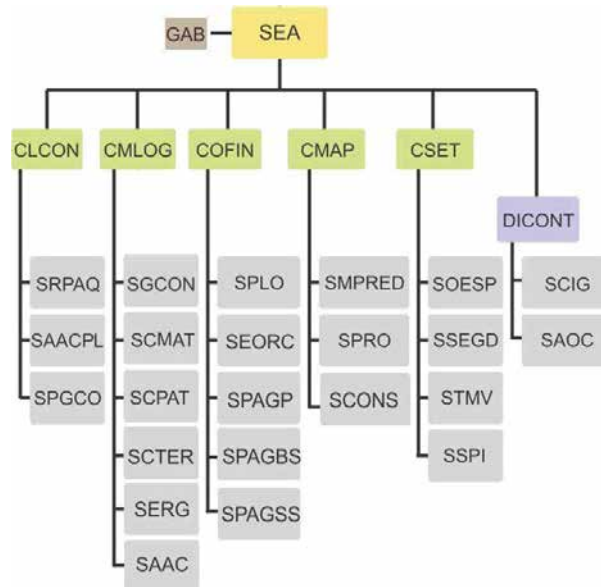 GAB
SEA
CLCON
CMLOG
COFIN
CMAP
CSET
DICONT
SRPAQ
SAACPL
SPGCO
SGCON
SCMAT
SCPAT
SCTER
SERG
SAAC
SPLO
SEORC
SPAGP
SPAGBS
SPAGSS
SMPRED
SPRO
SCONS
SOESP
SSEGD
STMV
SSPI
SCIG
SAOC